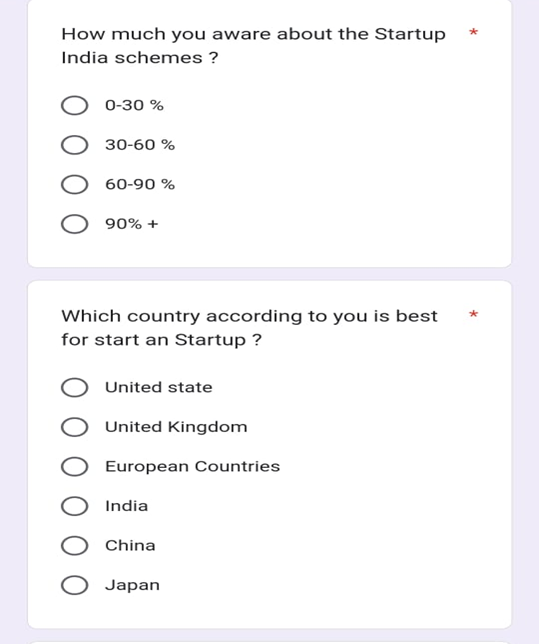 How much you aware about the Startup *
India schemes ?
0-30 %
30-60 %
60-90 %
90% +
Which country according to you is best *
for start an Startup ?
United state
United Kingdom
European Countries
India
China
Japan